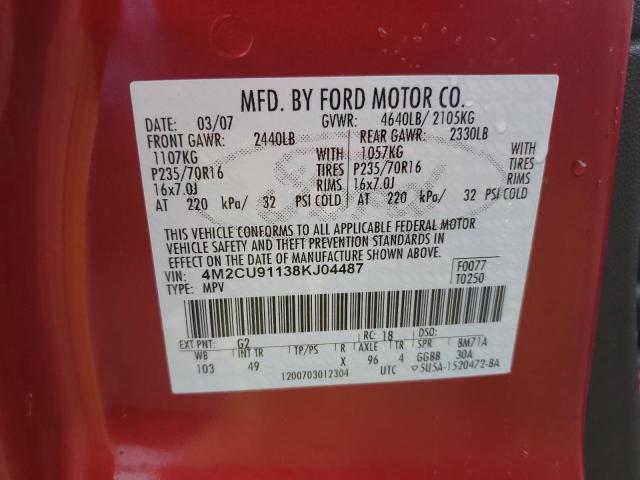 MFD. BY FORD MOTOR CO.
DATE: 03/07 GVWR: 4640LB/ 2105KG
FRONT GAWR: 2440LB REAR GAWR: 2330LB
1107KG WITH 1057KG WITH
P235/70R16 TIRES P235/70R16 TIRES
16x7.0J RIMS 16x7.0J RIMS
AT 220 kPa/ 32 PSI COLD AT 220 kPa/ 32 PSI COLD
THIS VEHICLE CONFORMS TO ALL APPLICABLE FEDERAL MOTOR
VEHICLE SAFETY AND THEFT PREVENTION STANDARDS IN
EFFECT ON THE DATE OF MANUFACTURE SHOWN ABOVE.
VIN: 4M2CU91138KJ04487 F0077
TYPE: MPV T0250
EXT PNT: G2 RC: 18 DSO:
WB INT TR TP/PS R AXLE TR SPR 8M71A
103 49 X 96 4 GGBB 30A
1200703012304 UTC 5U5A-1520472-BA